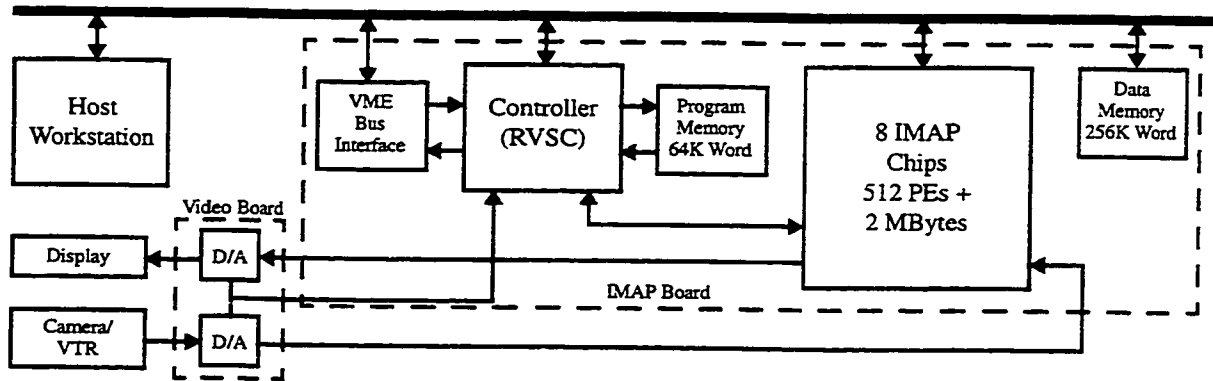 Host
Workstation
VME
Bus
Interface
Controller
(RVSC)
Program
Memory
64K Word
8 IMAP
Chips
512 PEs +
2 MBytes
Data
Memory
256K Word
Video Board
Display
D/A
IMAP Board
Camera/
VTR
D/A